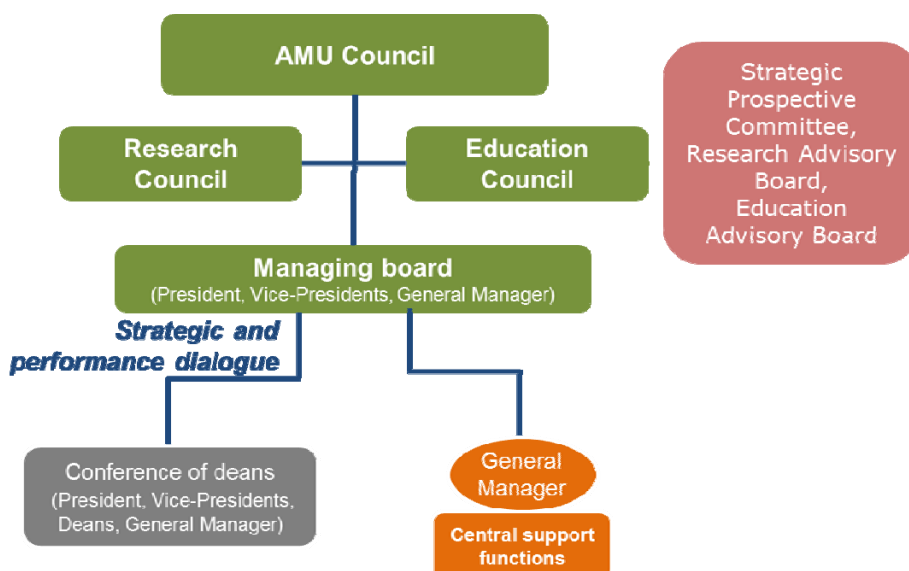 AMU Council
Strategic
Prospective
Committee,
Research Advisory
Board,
Education
Advisory Board
Research
Council
Education
Council
Managing board
(President, Vice-Presidents, General Manager)
Strategic and
performance dialogue
Conference of deans
(President, Vice-Presidents,
Deans, General Manager)
General
Manager
Central support
functions